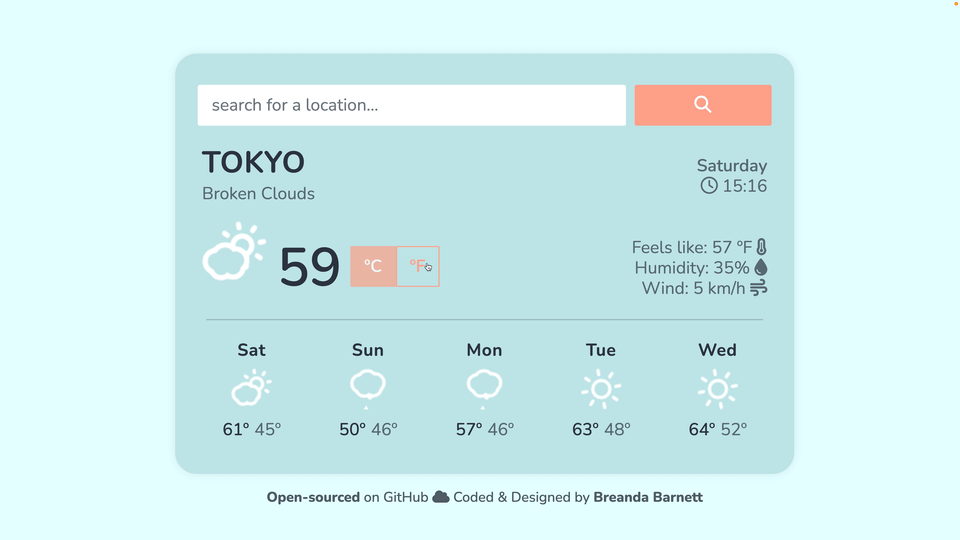 search for a location...
TOKYO
Broken Clouds
Saturday
15:16
59 °C °F
Feels like: 57 °F
Humidity: 35%
Wind: 5 km/h
Sat Sun Mon Tue Wed
61° 45° 50° 46° 57° 46° 63° 48° 64° 52°
Open-sourced on GitHub Coded & Designed by Breanda Barnett